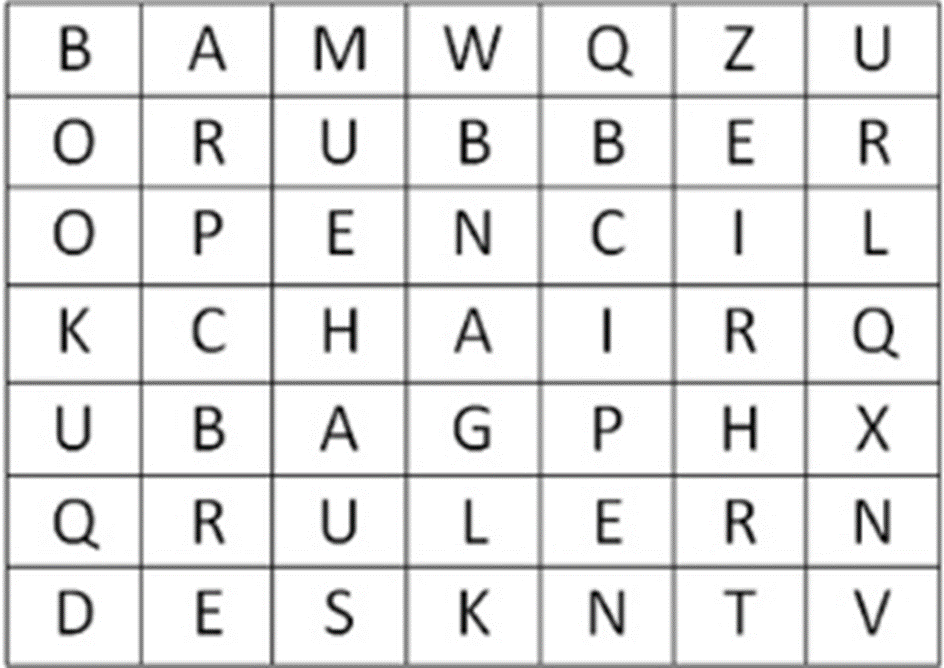 B A M W Q Z U
O R U B B E R
O P E N C I L
K C H A I R Q
U B A G P H X
Q R U L E R N
D E S K N T V